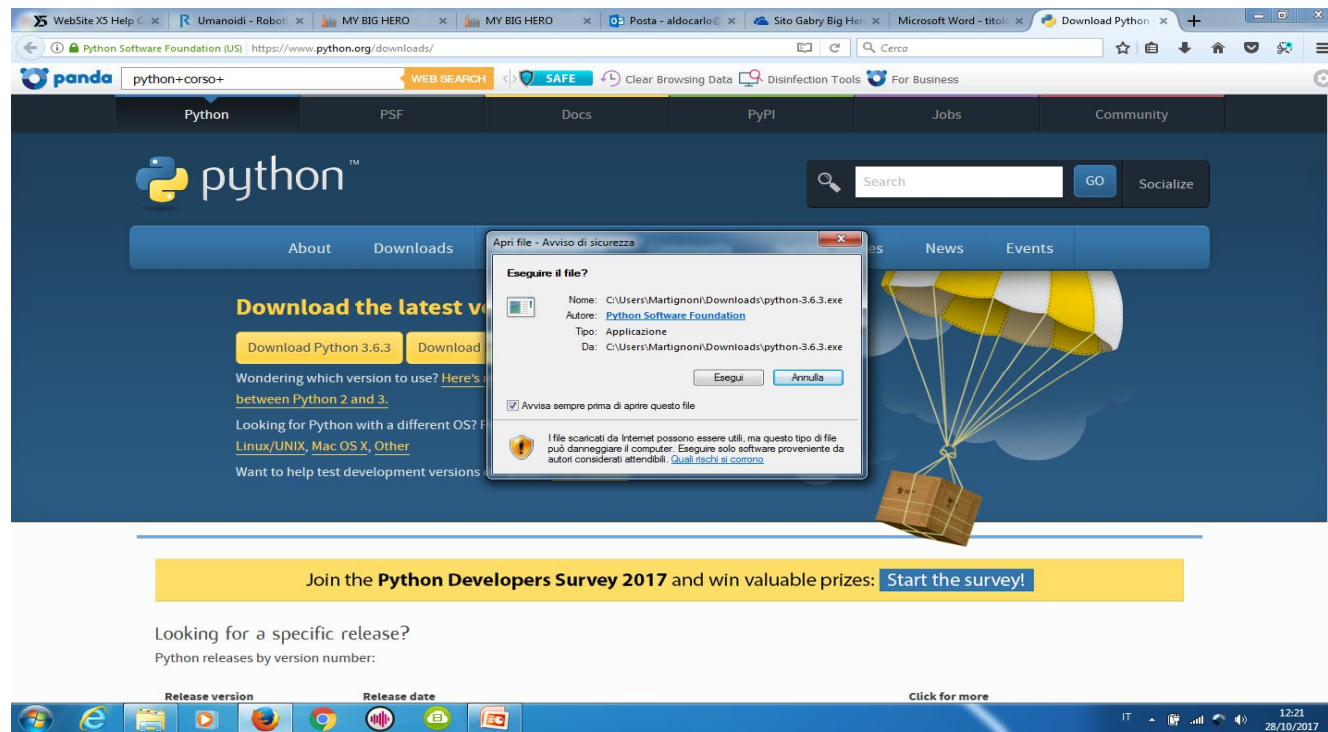 WebSite X5 Help C
Umanoidi - Roboti
MY BIG HERO
MY BIG HERO
Posta - aldocarlo@
Sito Gabry Big Her
Microsoft Word - titolo
Download Python
Python Software Foundation (US)
https://www.python.org/downloads/
Cerca
panda
python+corso+
WEB SEARCH
SAFE
Clear Browsing Data
Disinfection Tools
For Business
Python
PSF
Docs
PyPI
Jobs
Community
python™
Search
GO
Socialize
About
Downloads
es
News
Events
Download the latest ve
Download Python 3.6.3
Download
Wondering which version to use? Here's
between Python 2 and 3.
Looking for Python with a different OS?
Linux/UNIX, Mac OS X, Other
Want to help test development versions
Apri file - Avviso di sicurezza
Eseguire il file?
Nome: C:\Users\Martignoni\Downloads\python-3.6.3.exe
Autore: Python Software Foundation
Tipo: Applicazione
Da: C:\Users\Martignoni\Downloads\python-3.6.3.exe
Esegui
Annulla
Avvisa sempre prima di aprire questo file
I file scaricati da Internet possono essere utili, ma questo tipo di file
può danneggiare il computer. Eseguire solo software proveniente da
autori considerati attendibili. Quali rischi si corrono
Join the Python Developers Survey 2017 and win valuable prizes: Start the survey!
Looking for a specific release?
Python releases by version number:
Release version
Release date
Click for more
IT
12:21
28/10/2017